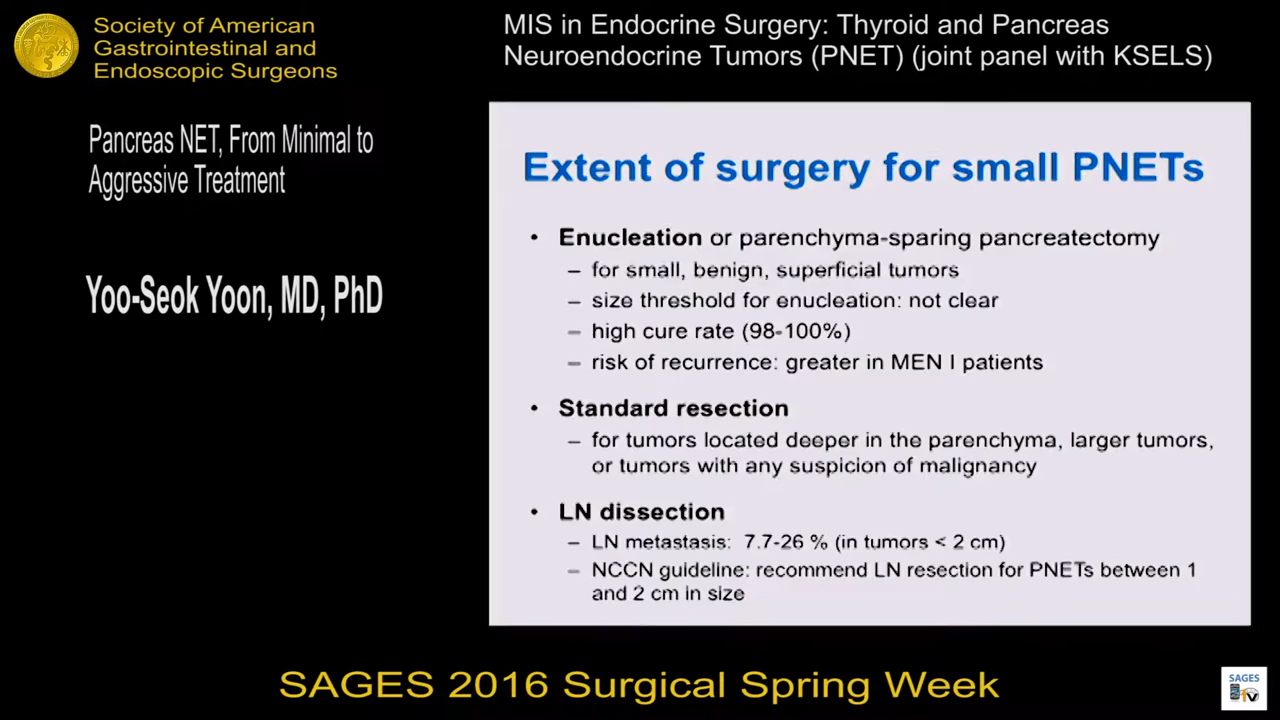 Society of American
Gastrointestinal and
Endoscopic Surgeons
MIS in Endocrine Surgery: Thyroid and Pancreas
Neuroendocrine Tumors (PNET) (joint panel with KSELS)
Pancreas NET, From Minimal to
Aggressive Treatment
Yoo-Seok Yoon, MD, PhD
Extent of surgery for small PNETs
• Enucleation or parenchyma-sparing pancreatectomy
– for small, benign, superficial tumors
– size threshold for enucleation: not clear
– high cure rate (98-100%)
– risk of recurrence: greater in MEN I patients
• Standard resection
– for tumors located deeper in the parenchyma, larger tumors,
or tumors with any suspicion of malignancy
• LN dissection
– LN metastasis: 7.7-26 % (in tumors < 2 cm)
– NCCN guideline: recommend LN resection for PNETs between 1
and 2 cm in size
SAGES 2016 Surgical Spring Week
SAGES
tv